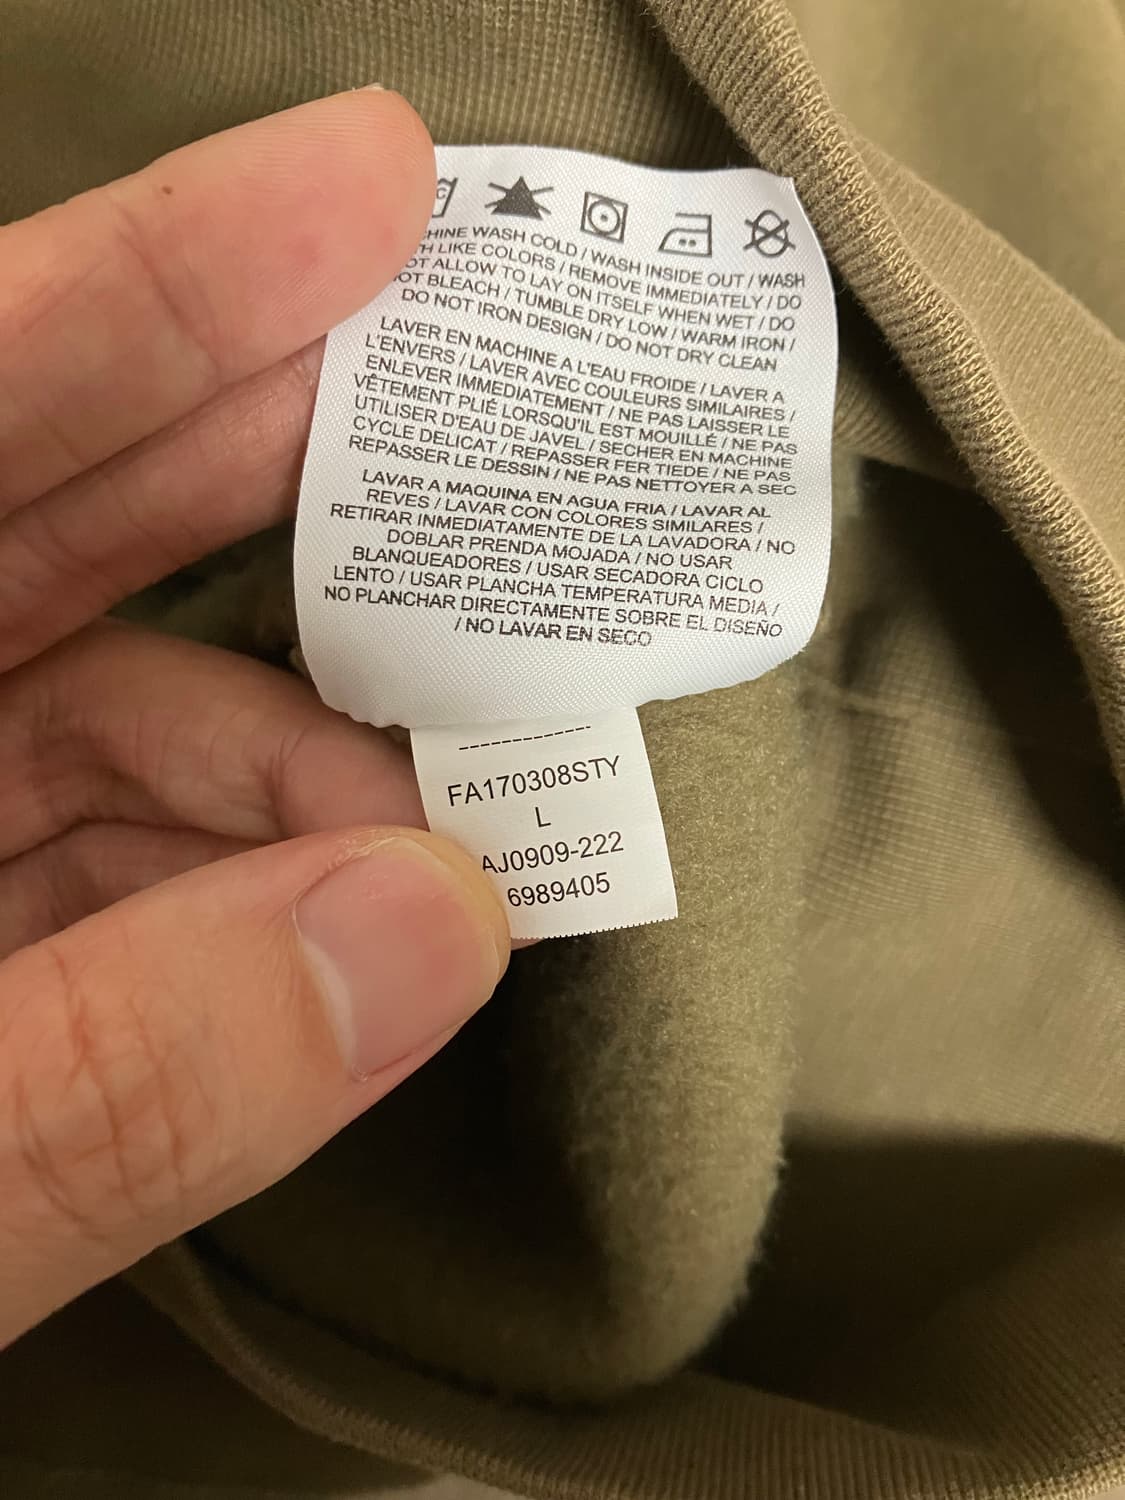 C
WASH COLD / WASH INSIDE OUT / WASH
LIKE COLORS / REMOVE IMMEDIATELY / DO
ALLOW TO LAY ON ITSELF WHEN WET / DO
BLEACH / TUMBLE DRY LOW / WARM IRON /
DO NOT IRON DESIGN / DO NOT DRY CLEAN
LAVER EN MACHINE A L'EAU FROIDE / LAVER A
L'ENVERS / LAVER AVEC COULEURS SIMILAIRES /
ENLEVER IMMEDIATEMENT / NE PAS LAISSER LE
VÊTEMENT PLIÉ LORSQU'IL EST MOUILLÉ / NE PAS
UTILISER D'EAU DE JAVEL / SECHER EN MACHINE
CYCLE DELICAT / REPASSER FER TIEDE / NE PAS
REPASSER LE DESSIN / NE PAS NETTOYER A SEC
LAVAR A MAQUINA EN AGUA FRIA / LAVAR AL
REVES / LAVAR CON COLORES SIMILARES /
RETIRAR INMEDIATAMENTE DE LA LAVADORA / NO
DOBLAR PRENDA MOJADA / NO USAR
BLANQUEADORES / USAR SECADORA CICLO
LENTO / USAR PLANCHA TEMPERATURA MEDIA /
NO PLANCHAR DIRECTAMENTE SOBRE EL DISEÑO
/ NO LAVAR EN SECO
-------------
FA170308STY
L
AJ0909-222
6989405